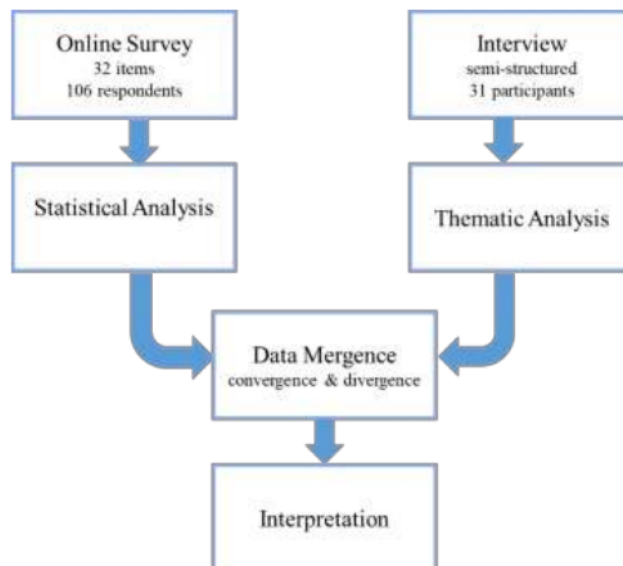 Online Survey
32 items
106 respondents
Interview
semi-structured
31 participants
Statistical Analysis
Thematic Analysis
Data Mergence
convergence & divergence
Interpretation